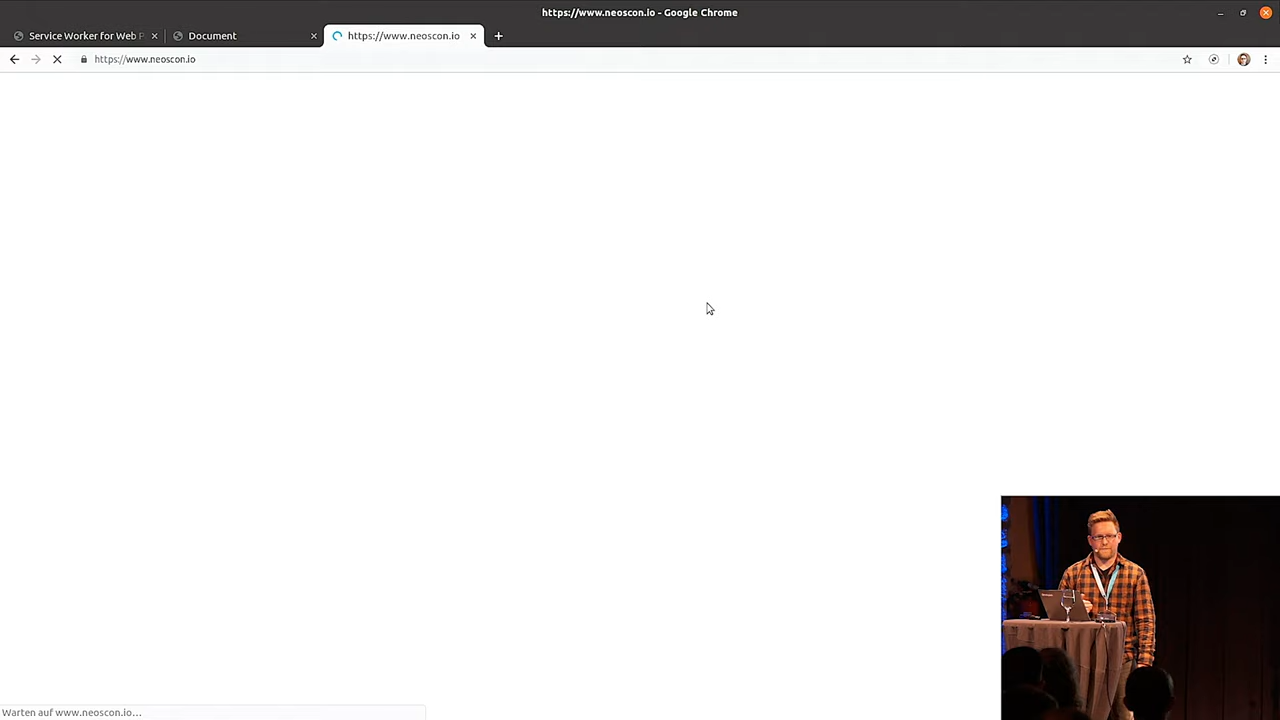 https://www.neoscon.io - Google Chrome
Service Worker for Web
Document
https://www.neoscon.io
https://www.neoscon.io
Warten auf www.neoscon.io…